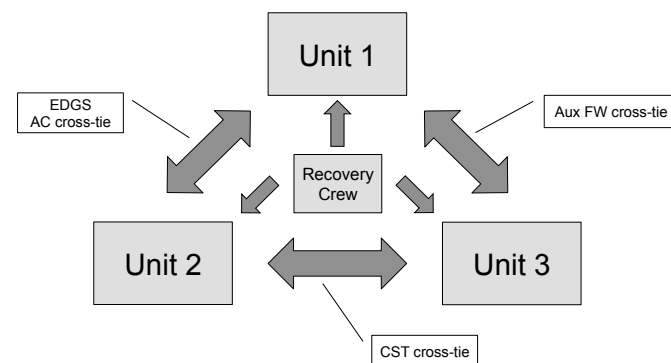 Unit 1
EDGS
AC cross-tie
Aux FW cross-tie
Recovery
Crew
Unit 2
Unit 3
CST cross-tie